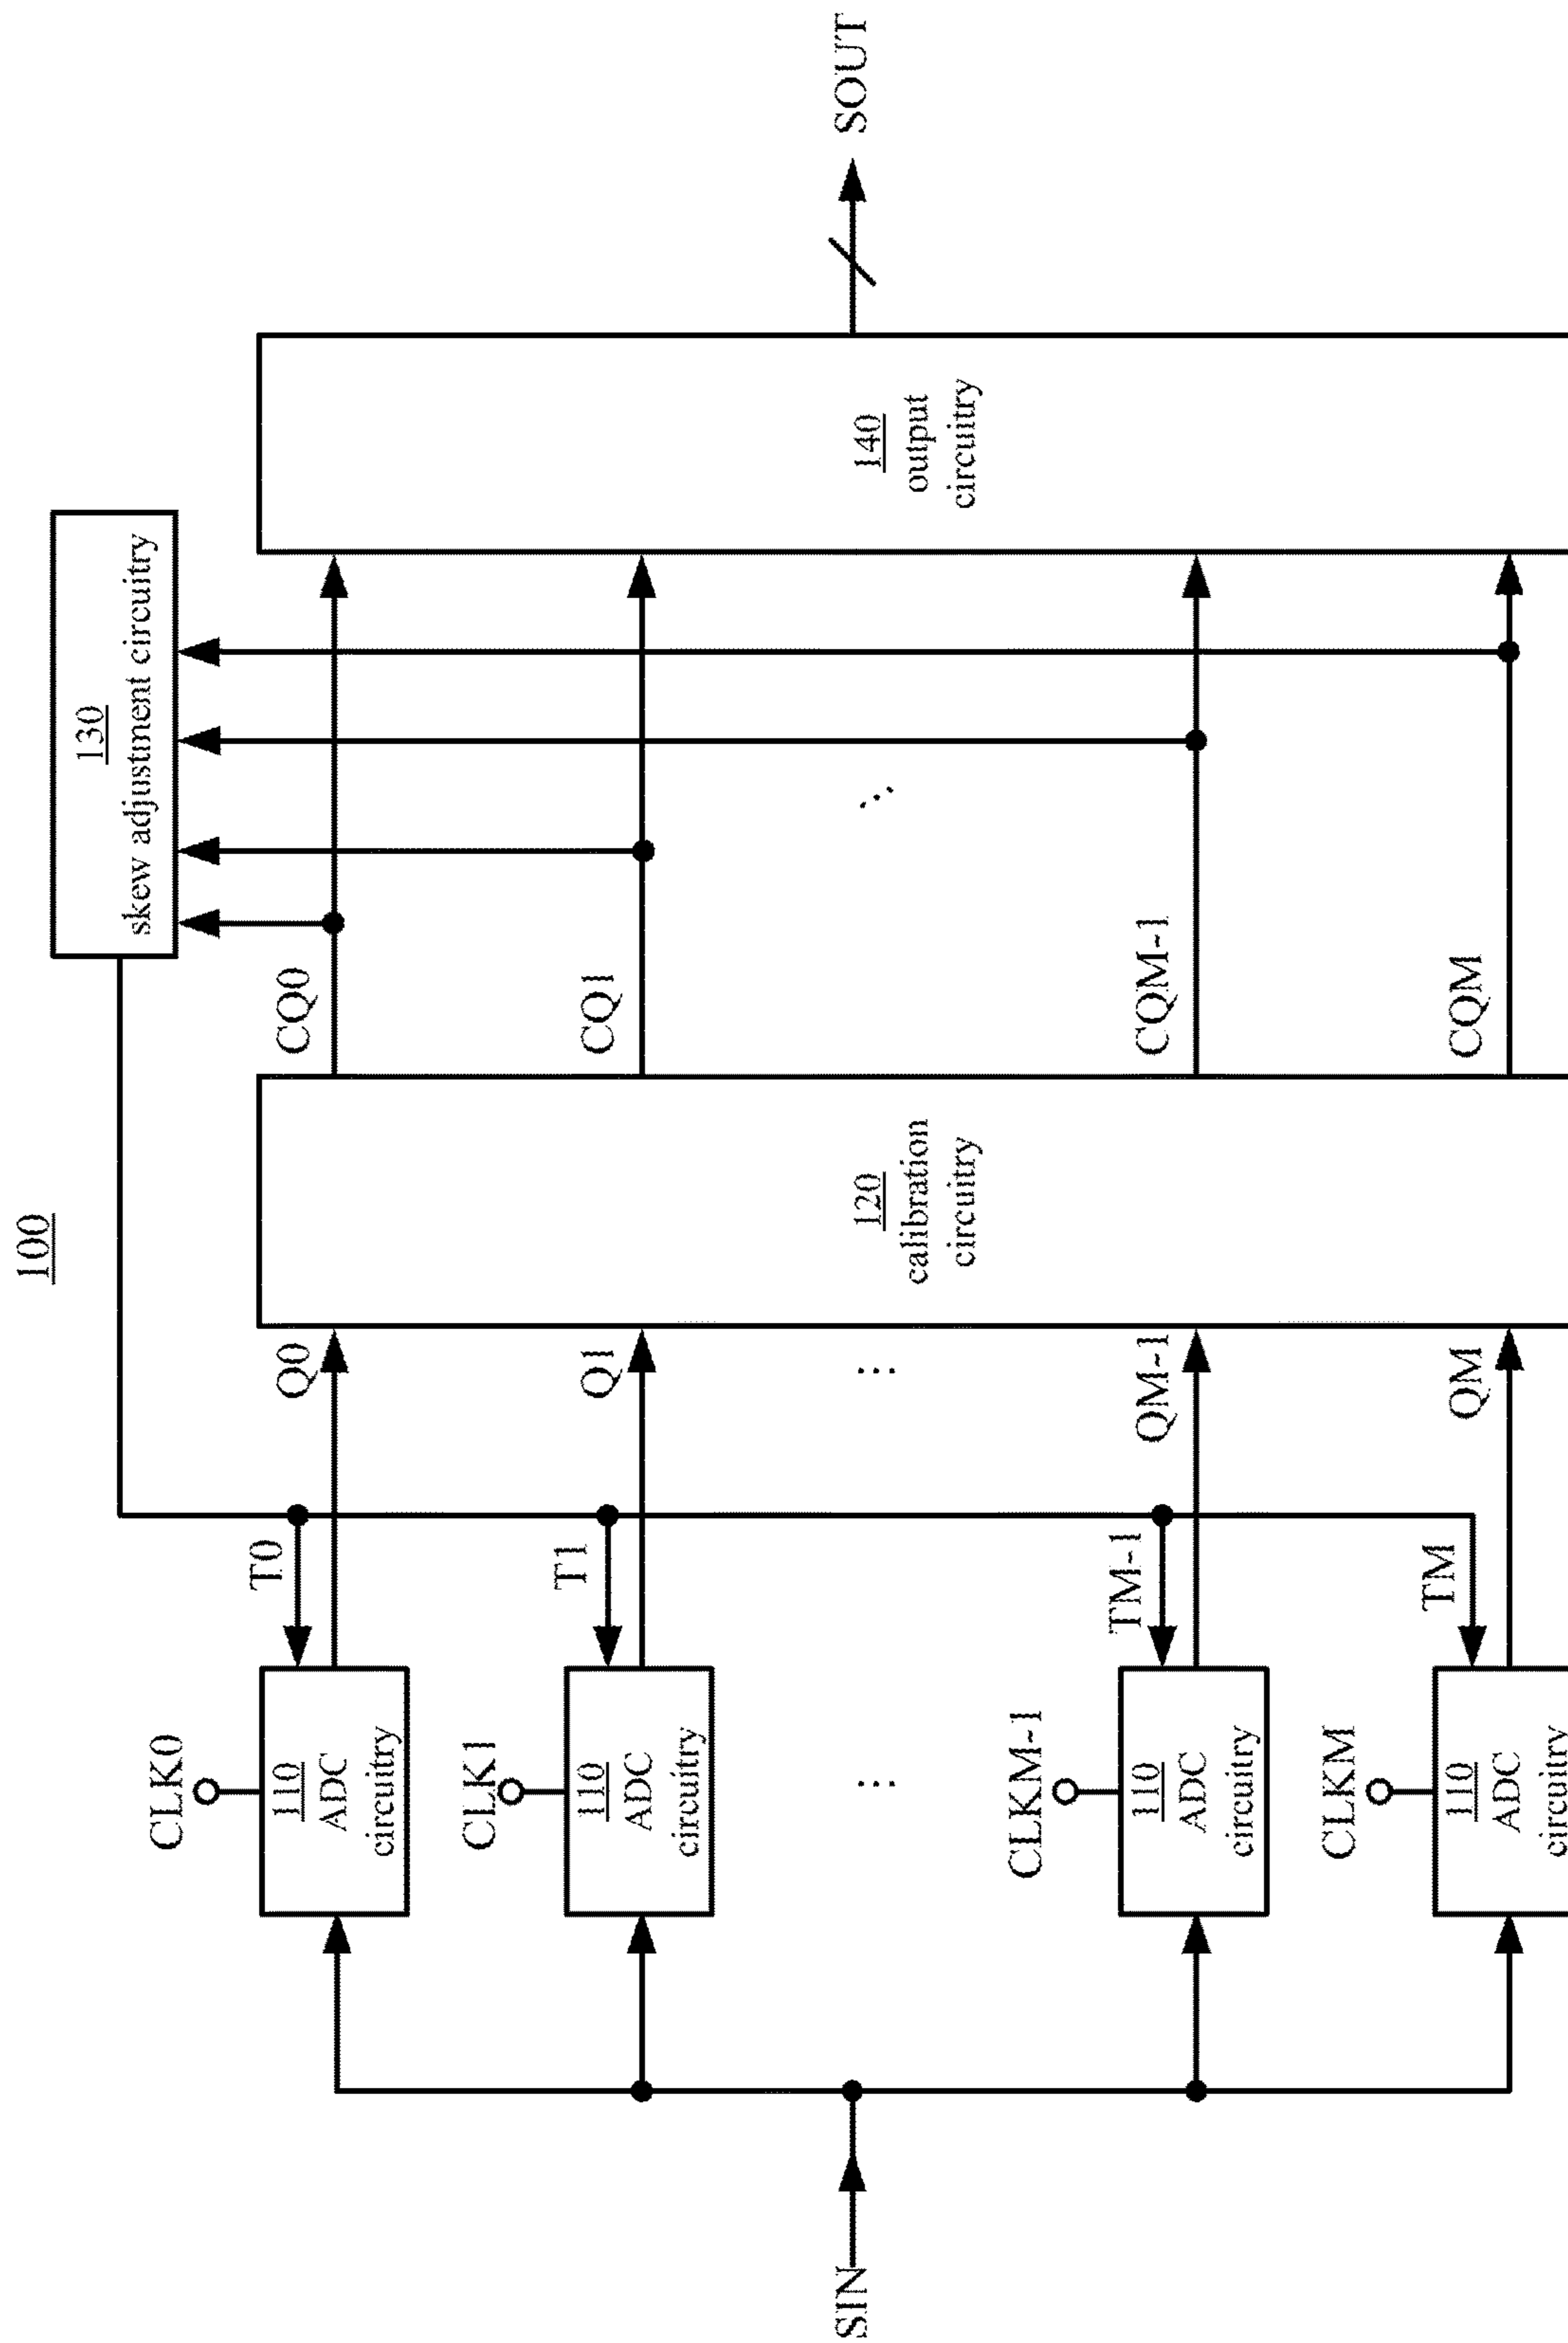 100
130
skew adjustment circuitry
CLK0
T0
Q0
CQ0
110
ADC
circuitry
CLK1
T1
Q1
CQ1
110
ADC
circuitry
SIN
...
...
120
calibration
circuitry
...
140
output
circuitry
SOUT
CLKM-1
TM-1
QM-1
CQM-1
110
ADC
circuitry
CLKM
TM
QM
CQM
110
ADC
circuitry